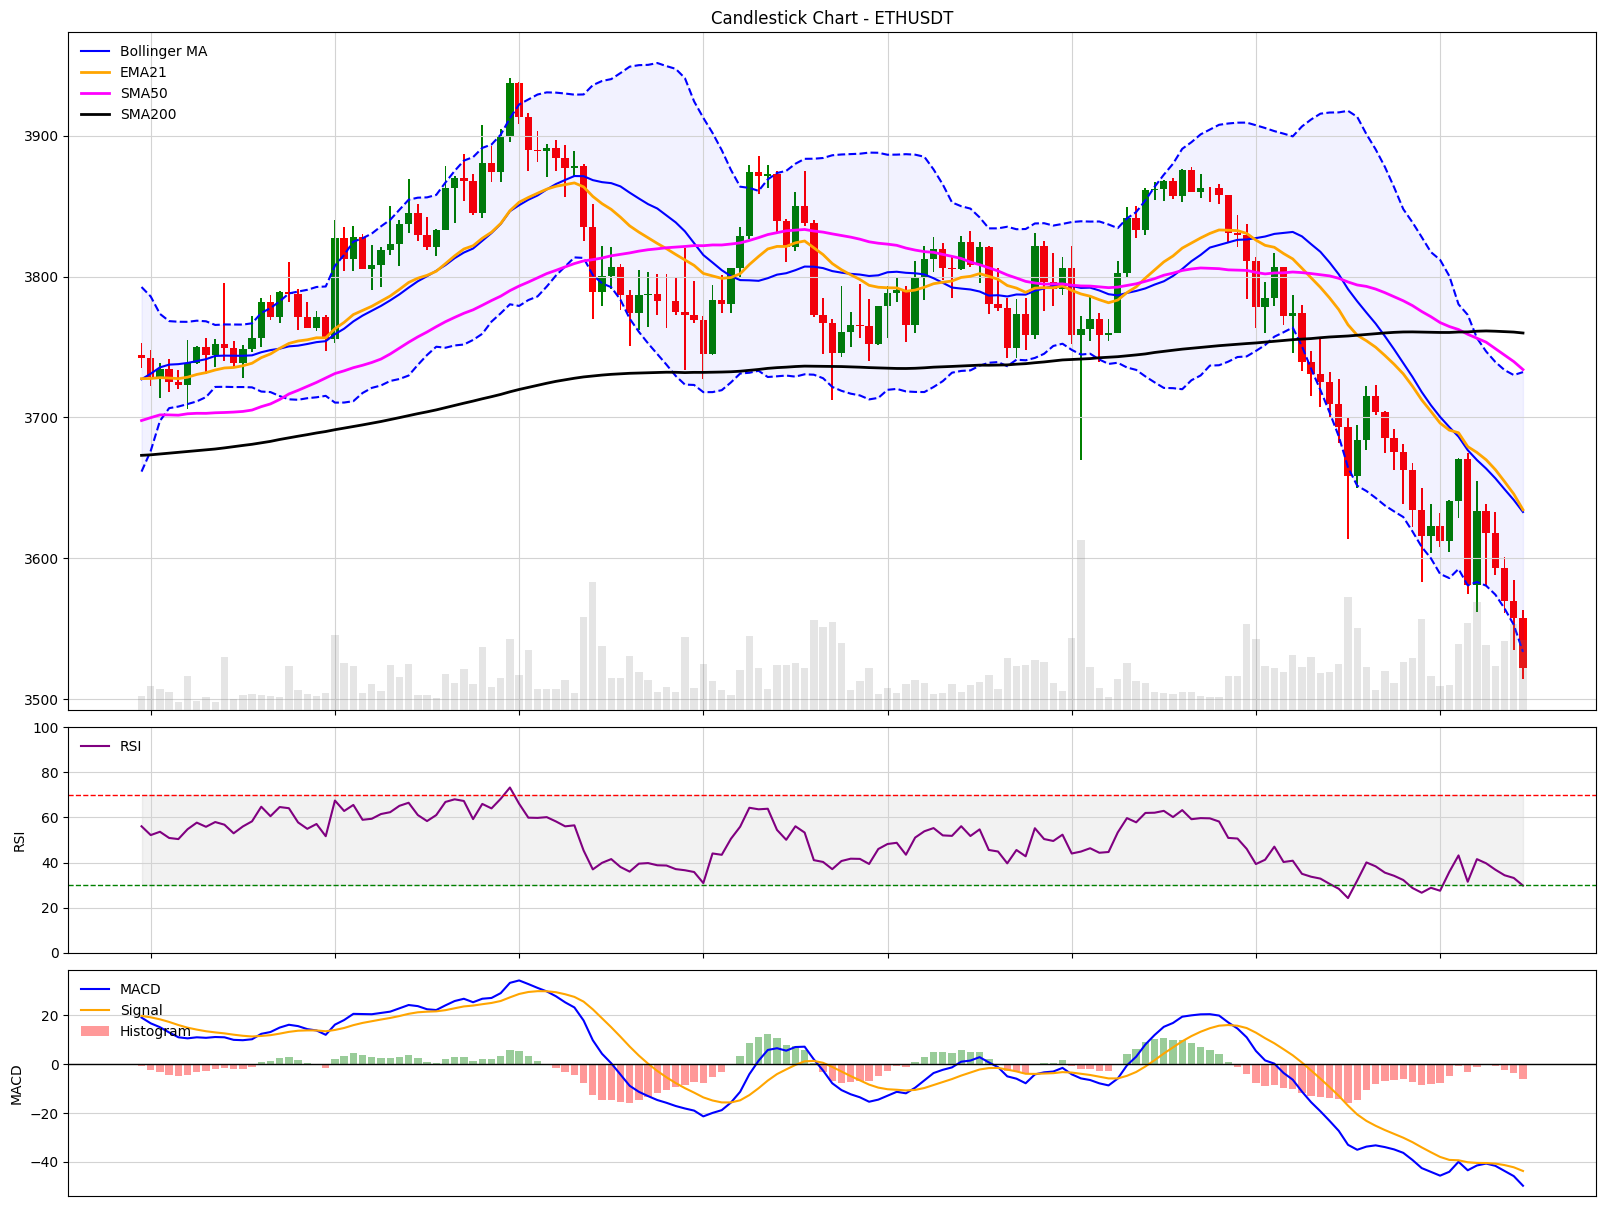 Candlestick Chart - ETHUSDT
Bollinger MA
EMA21
SMA50
SMA200
3900
3800
3700
3600
3500
100
80
60
40
20
0
RSI
RSI
20
0
−20
−40
MACD
MACD
Signal
Histogram